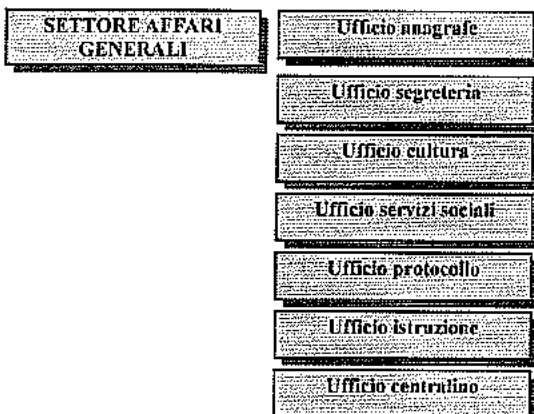 SETTORE AFFARI
GENERALI
Ufficio anagrafe
Ufficio segreteria
Ufficio cultura
Ufficio servizi sociali
Ufficio protocollo
Ufficio istruzione
Ufficio centralino